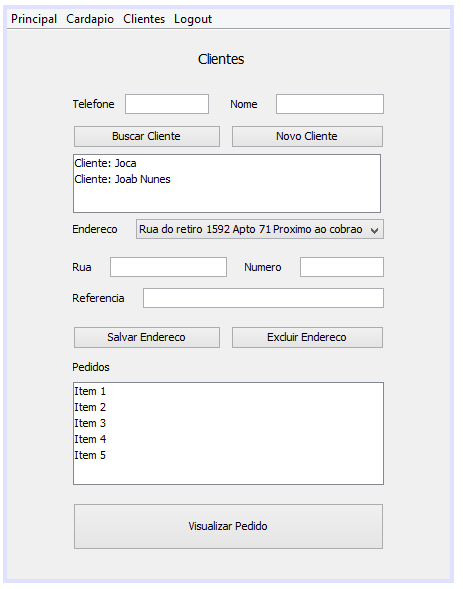 Principal Cardapio Clientes Logout
Clientes
Telefone Nome
Buscar Cliente Novo Cliente
Cliente: Joca
Cliente: Joab Nunes
Endereco Rua do retiro 1592 Apto 71 Proximo ao cobrao
Rua Numero
Referencia
Salvar Endereco Excluir Endereco
Pedidos
Item 1
Item 2
Item 3
Item 4
Item 5
Visualizar Pedido